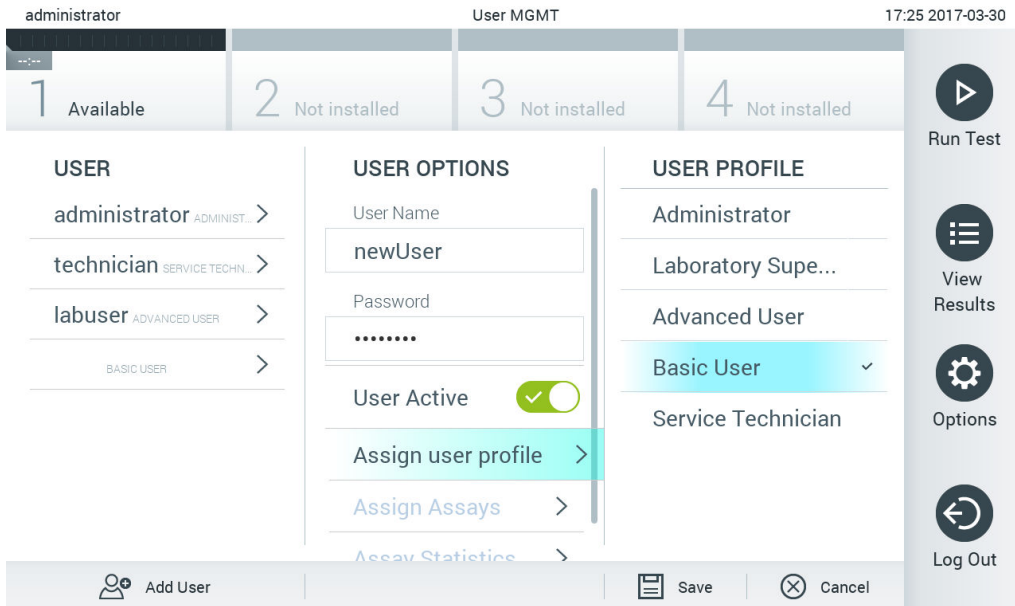 administrator User MGMT 17:25 2017-03-30
--:--
1 Available 2 Not installed 3 Not installed 4 Not installed
USER
administrator ADMINIST...
technician SERVICE TECHN...
labuser ADVANCED USER
BASIC USER
USER OPTIONS
User Name
newUser
Password
••••••••
User Active
Assign user profile
Assign Assays
Assay Statistics
USER PROFILE
Administrator
Laboratory Supe...
Advanced User
Basic User
Service Technician
Run Test
View
Results
Options
Log Out
Add User Save Cancel